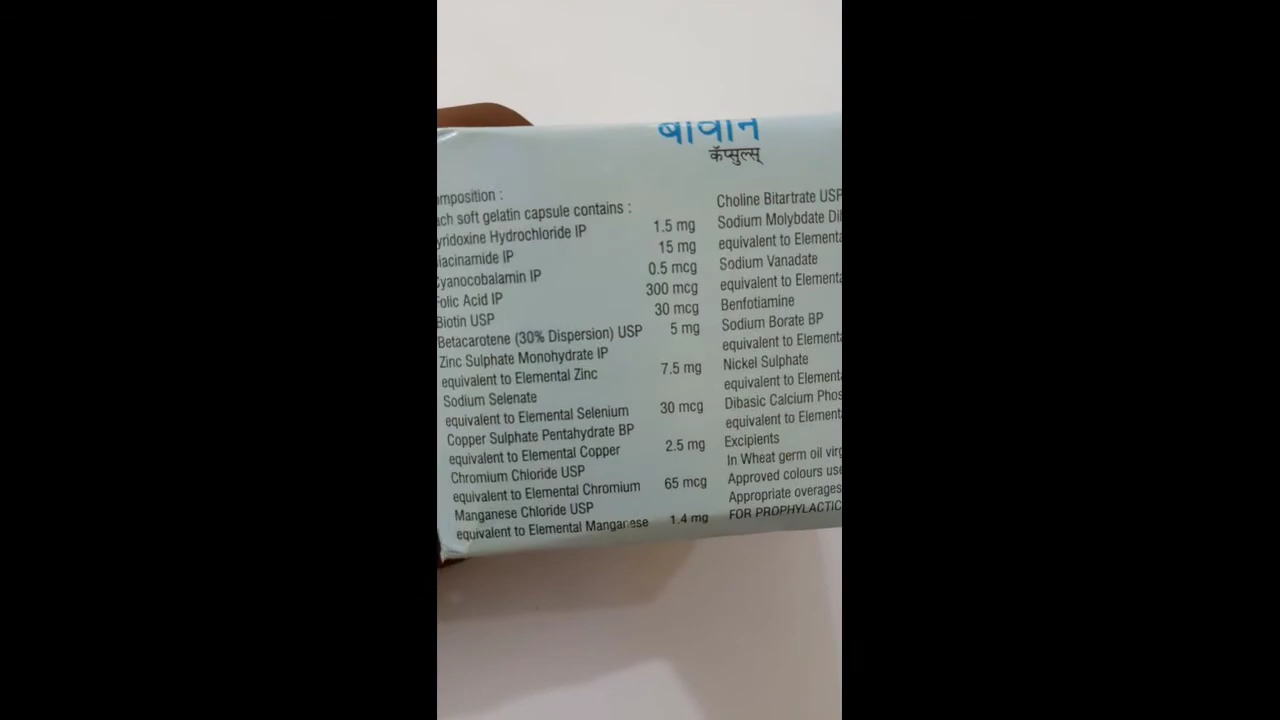 कॅप्सुल्स्
omposition :
ach soft gelatin capsule contains :
yridoxine Hydrochloride IP 1.5 mg
iacinamide IP 15 mg
yanocobalamin IP 0.5 mcg
Folic Acid IP 300 mcg
Biotin USP 30 mcg
Betacarotene (30% Dispersion) USP 5 mg
Zinc Sulphate Monohydrate IP
equivalent to Elemental Zinc 7.5 mg
Sodium Selenate
equivalent to Elemental Selenium 30 mcg
Copper Sulphate Pentahydrate BP
equivalent to Elemental Copper 2.5 mg
Chromium Chloride USP
equivalent to Elemental Chromium 65 mcg
Manganese Chloride USP
equivalent to Elemental Manganese 1.4 mg
Choline Bitartrate USP
Sodium Molybdate Di
equivalent to Elementa
Sodium Vanadate
equivalent to Elementa
Benfotiamine
Sodium Borate BP
equivalent to Elementa
Nickel Sulphate
equivalent to Element
Dibasic Calcium Phos
equivalent to Element
Excipients
In Wheat germ oil virg
Approved colours use
Appropriate overages
FOR PROPHYLACTIC